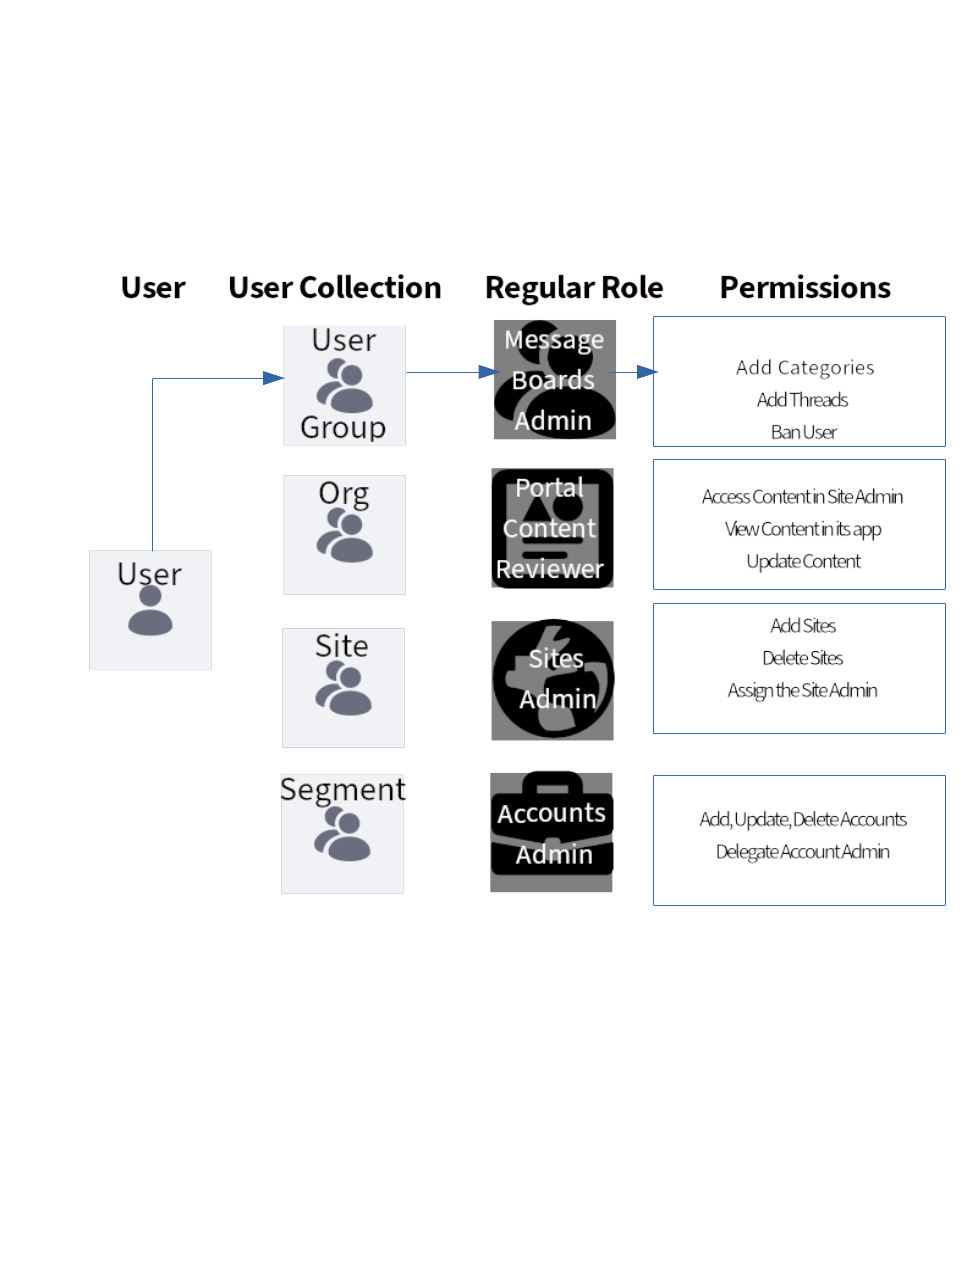 User User Collection Regular Role Permissions
User
Group
Message
Boards
Admin
Add Categories
Add Threads
Ban User
Org
Portal
Content
Reviewer
Access Content in Site Admin
View Content in its app
Update Content
User
Site
Sites
Admin
Add Sites
Delete Sites
Assign the Site Admin
Segment
Accounts
Admin
Add, Update, Delete Accounts
Delegate Account Admin